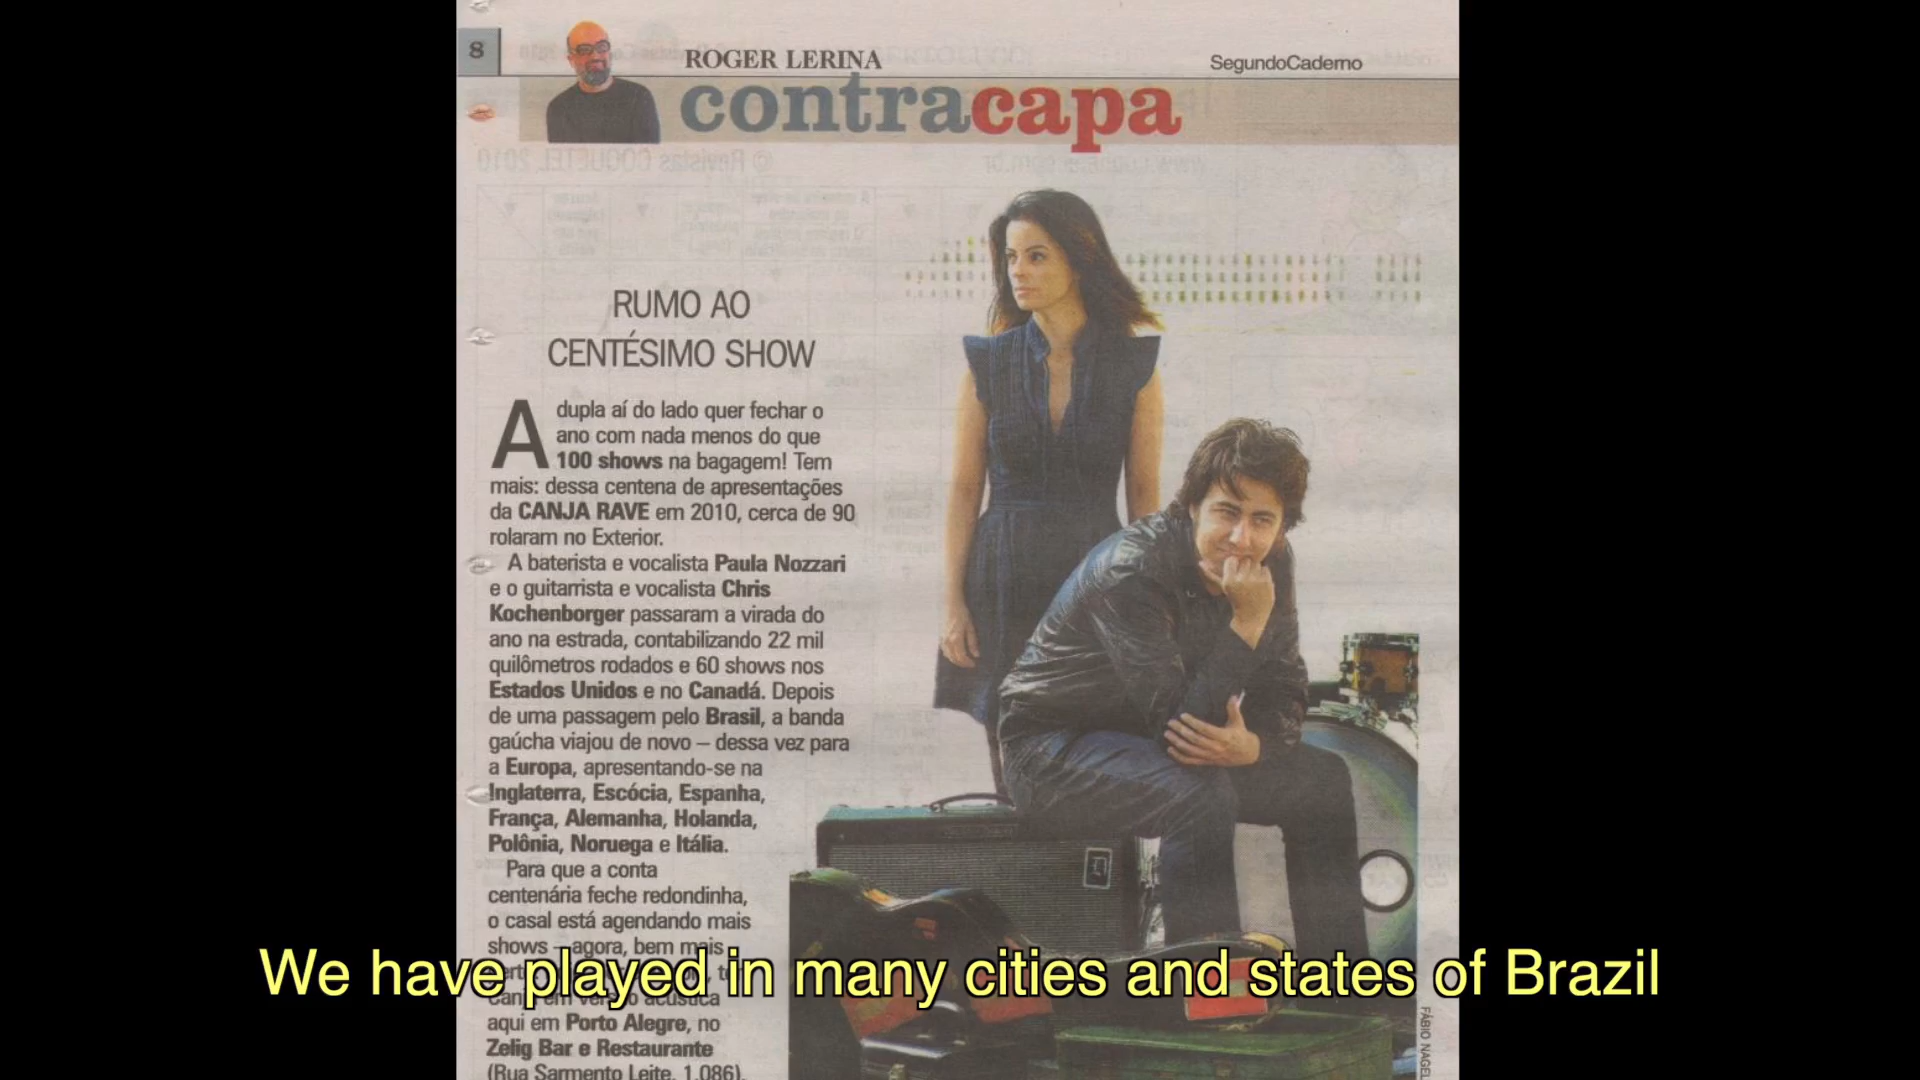 8
ROGER LERINA
SegundoCaderno
contracapa
RUMO AO
CENTÉSIMO SHOW
A dupla aí do lado quer fechar o
ano com nada menos do que
100 shows na bagagem! Tem
mais: dessa centena de apresentações
da CANJA RAVE em 2010, cerca de 90
rolaram no Exterior.
A baterista e vocalista Paula Nozzari
e o guitarrista e vocalista Chris
Kochenborger passaram a virada do
ano na estrada, contabilizando 22 mil
quilômetros rodados e 60 shows nos
Estados Unidos e no Canadá. Depois
de uma passagem pelo Brasil, a banda
gaúcha viajou de novo – dessa vez para
a Europa, apresentando-se na
Inglaterra, Escócia, Espanha,
França, Alemanha, Holanda,
Polônia, Noruega e Itália.
Para que a conta
centenária feche redondinha,
o casal está agendando mais
shows – agora, bem mais
We have played in many cities and states of Brazil
acústica
aqui em Porto Alegre, no
Zelig Bar e Restaurante
(Rua Sarmento Leite, 1.086),
FÁBIO NAGEL